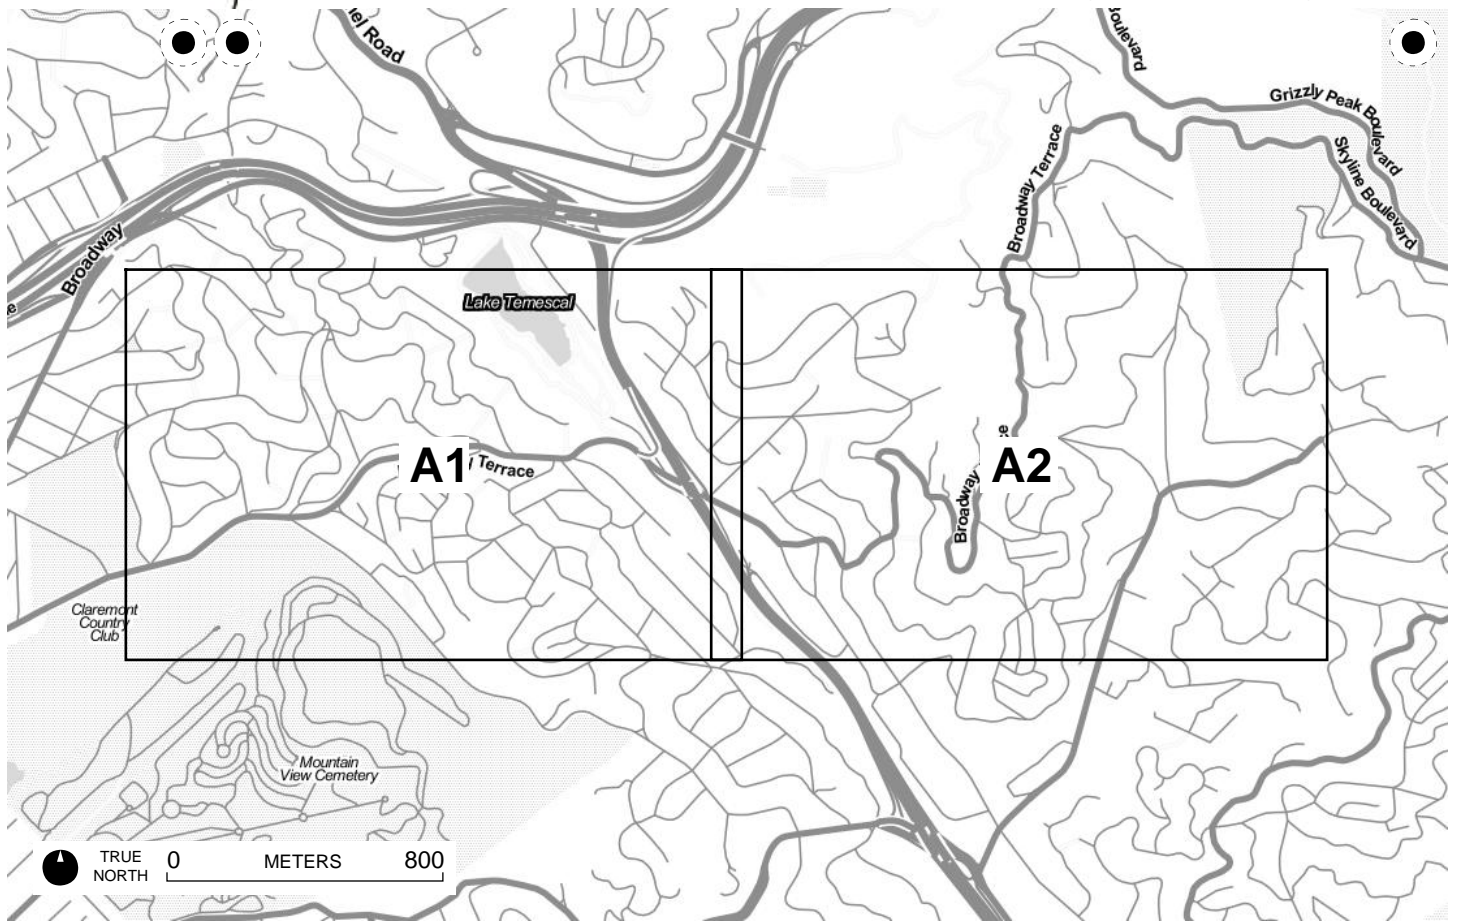 Road
Boulevard
Grizzly Peak Boulevard
Skyline Boulevard
Broadway Terrace
Broadway
Lake Temescal
A1
Terrace
A2
Broadway
Claremont
Country
Club
Mountain
View Cemetery
TRUE
NORTH
0 METERS 800